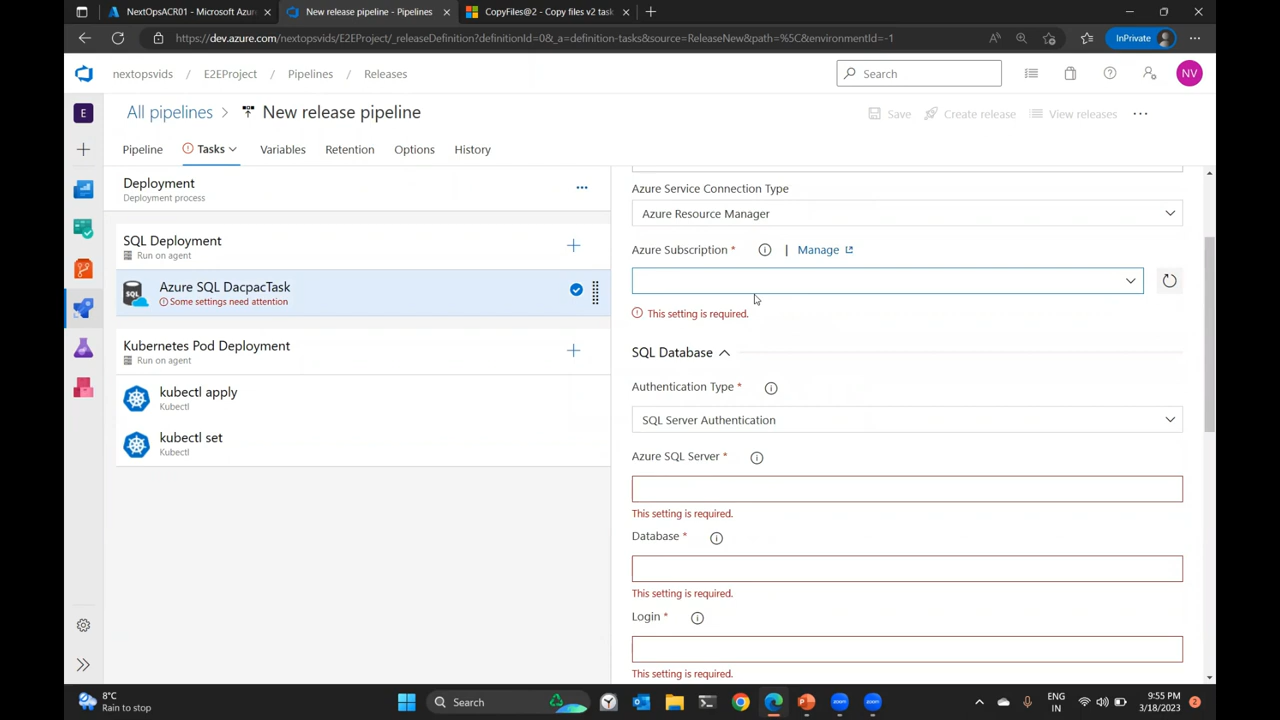 NextOpsACR01 - Microsoft Azur
New release pipeline - Pipelines
CopyFiles@2 - Copy files v2 task
https://dev.azure.com/nextopsvids/E2EProject/_releaseDefinition?definitionId=0&_a=definition-tasks&source=ReleaseNew&path=%5C&environmentId=-1
InPrivate
nextopsvids / E2EProject / Pipelines / Releases
Search
NV
E
All pipelines > New release pipeline
Save
Create release
View releases
Pipeline
Tasks
Variables
Retention
Options
History
Deployment
Deployment process
SQL Deployment
Run on agent
Azure SQL DacpacTask
Some settings need attention
Kubernetes Pod Deployment
Run on agent
kubectl apply
Kubectl
kubectl set
Kubectl
Azure Service Connection Type
Azure Resource Manager
Azure Subscription * | Manage
This setting is required.
SQL Database
Authentication Type *
SQL Server Authentication
Azure SQL Server *
This setting is required.
Database *
This setting is required.
Login *
This setting is required.
8°C
Rain to stop
Search
zoom
zoom
ENG
IN
9:55 PM
3/18/2023
2